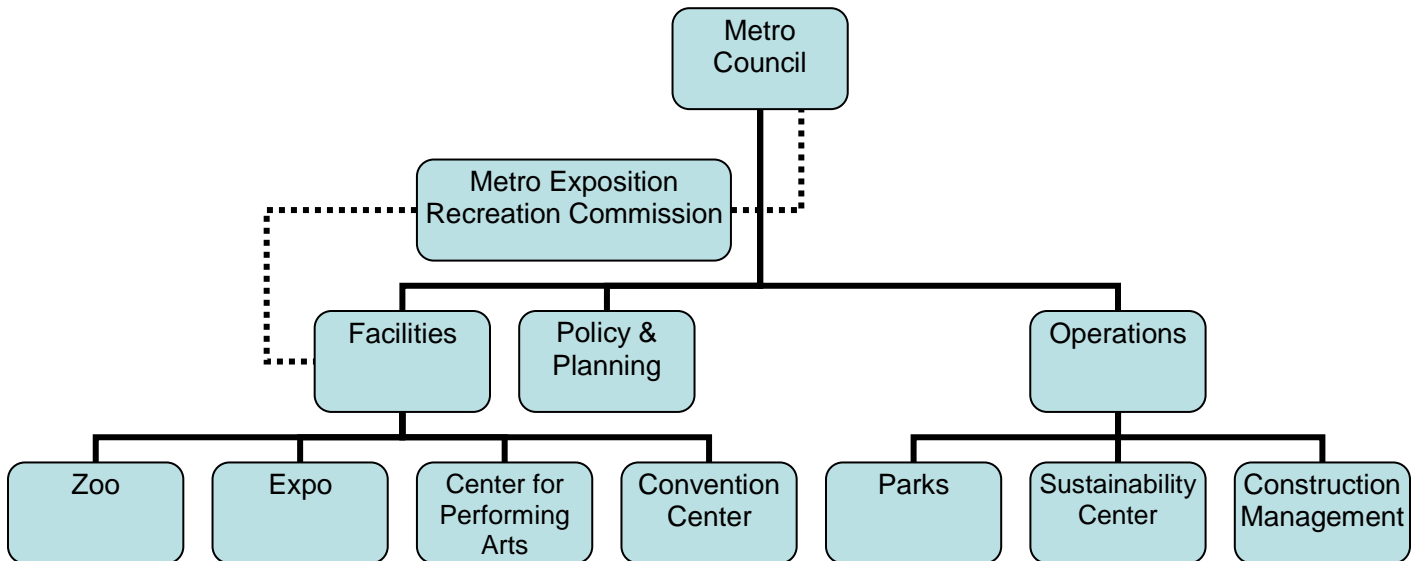 Metro
Council
Metro Exposition
Recreation Commission
Facilities
Policy &
Planning
Operations
Zoo
Expo
Center for
Performing
Arts
Convention
Center
Parks
Sustainability
Center
Construction
Management